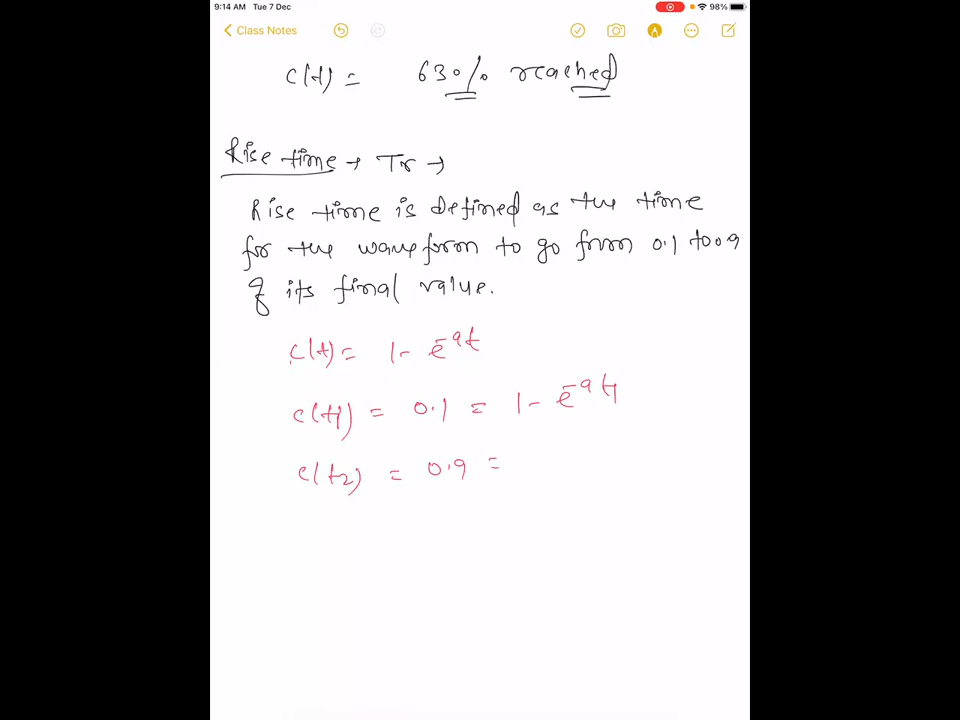 9:14 AM Tue 7 Dec 98%
Class Notes
c(t) = 63% reached
Rise time → Tr →
Rise time is defined as the time
for the waveform to go from 0.1 to 0.9
of its final value.
c(t) = 1 - e^-at
c(t1) = 0.1 = 1 - e^-at1
c(t2) = 0.9 =